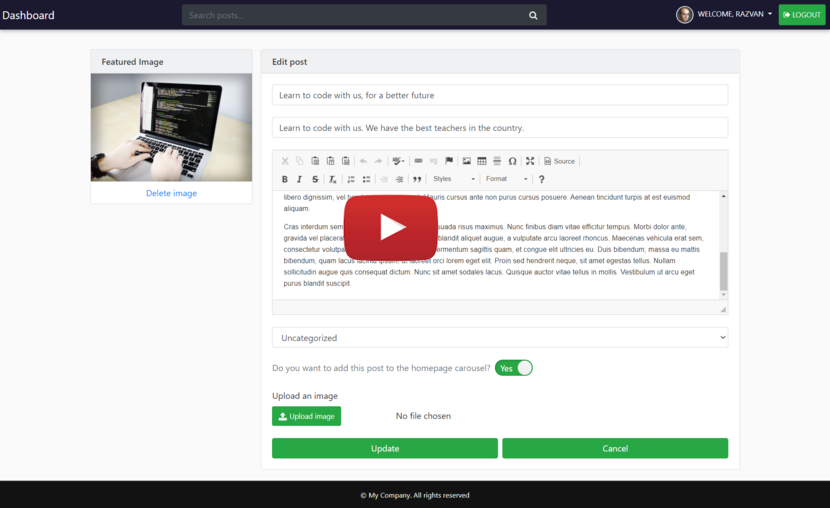 Dashboard
Search posts...
WELCOME, RAZVAN
LOGOUT
Featured Image
Delete image
Edit post
Learn to code with us, for a better future
Learn to code with us. We have the best teachers in the country.
Source
B I S Tx Styles Format ?
libero dignissim, vel mauris cursus ante non purus cursus posuere. Aenean tincidunt turpis at est euismod
aliquam.
Cras interdum sem suada risus maximus. Nunc finibus diam vitae efficitur tempus. Morbi dolor ante,
gravida vel placerat blandit aliquet augue, a vulputate arcu laoreet rhoncus. Maecenas vehicula erat sem,
consectetur volutpa ermentum sagittis quam, et congue elit ultricies eu. Duis bibendum, massa eu mattis
bibendum, quam lacus lacinia ipsum, ut laoreet orci lorem eget elit. Proin sed hendrerit neque, sit amet egestas tellus. Nullam
sollicitudin augue quis consequat dictum. Nunc sit amet sodales lacus. Quisque auctor vitae tellus in mollis. Vestibulum ut arcu eget
purus blandit suscipit.
Uncategorized
Do you want to add this post to the homepage carousel? Yes
Upload an image
Upload image No file chosen
Update Cancel
© My Company. All rights reserved